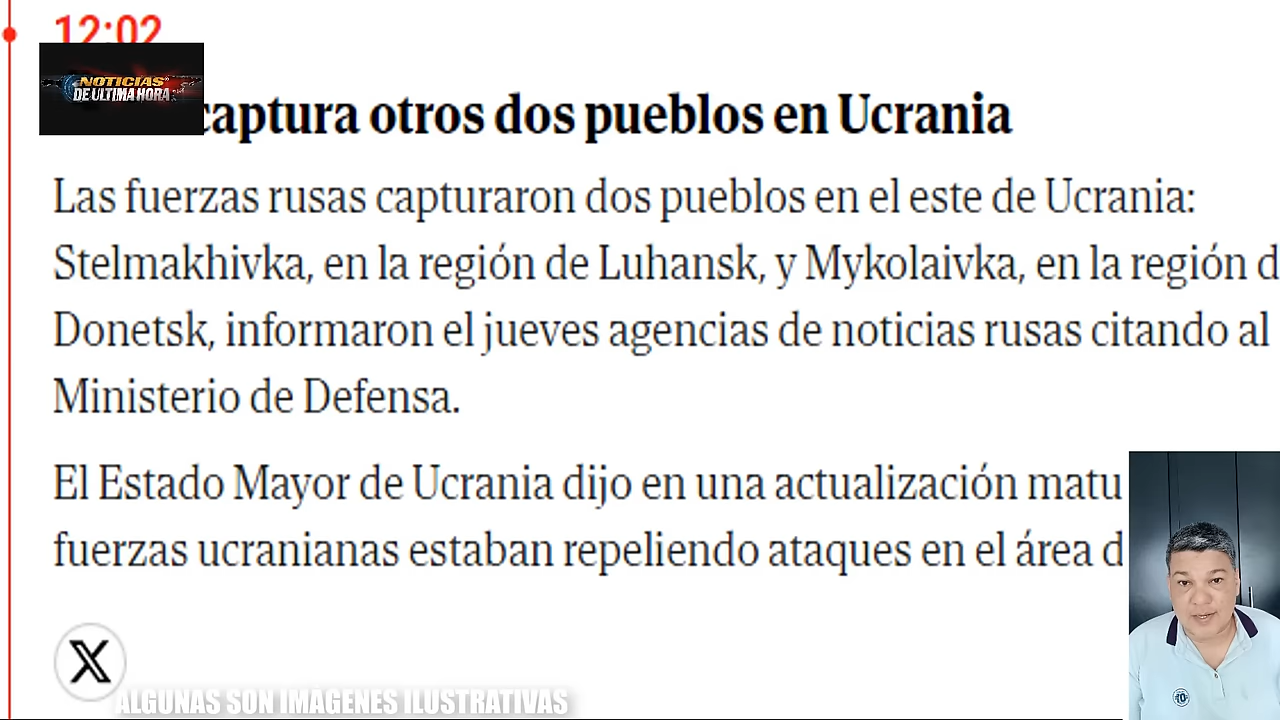 12:02
NOTICIAS
DE ULTIMA HORA
captura otros dos pueblos en Ucrania
Las fuerzas rusas capturaron dos pueblos en el este de Ucrania:
Stelmakhivka, en la región de Luhansk, y Mykolaivka, en la región d
Donetsk, informaron el jueves agencias de noticias rusas citando al
Ministerio de Defensa.
El Estado Mayor de Ucrania dijo en una actualización matu
fuerzas ucranianas estaban repeliendo ataques en el área d
X
ALGUNAS SON IMÁGENES ILUSTRATIVAS